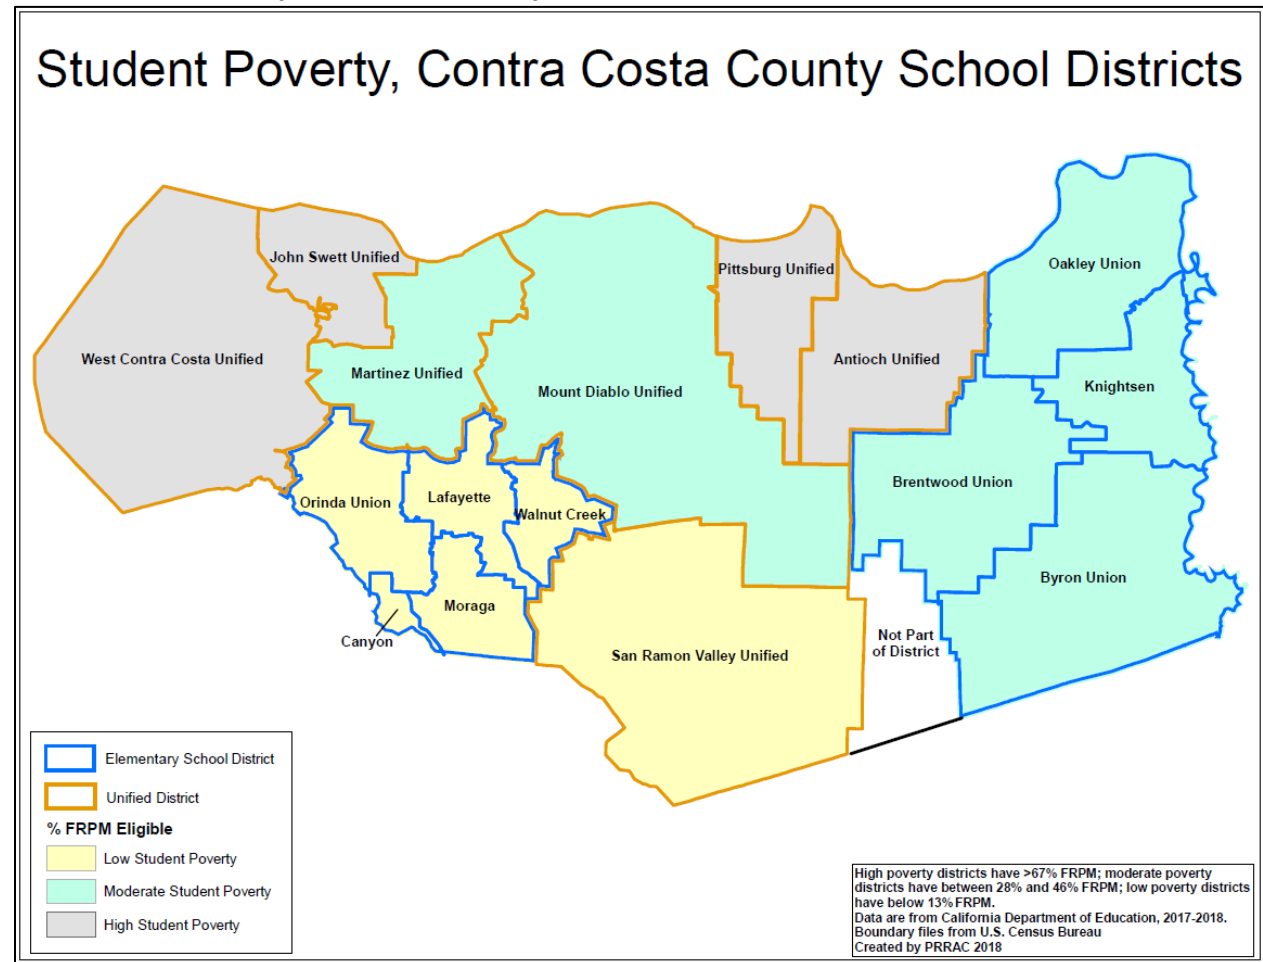 Student Poverty, Contra Costa County School Districts
John Swett Unified
Pittsburg Unified
Oakley Union
West Contra Costa Unified
Martinez Unified
Antioch Unified
Mount Diablo Unified
Knightsen
Brentwood Union
Orinda Union
Lafayette
Walnut Creek
Byron Union
Moraga
Canyon
Not Part
of District
San Ramon Valley Unified
Elementary School District
Unified District
% FRPM Eligible
Low Student Poverty
Moderate Student Poverty
High Student Poverty
High poverty districts have >67% FRPM; moderate poverty
districts have between 28% and 46% FRPM; low poverty districts
have below 13% FRPM.
Data are from California Department of Education, 2017-2018.
Boundary files from U.S. Census Bureau
Created by PRRAC 2018